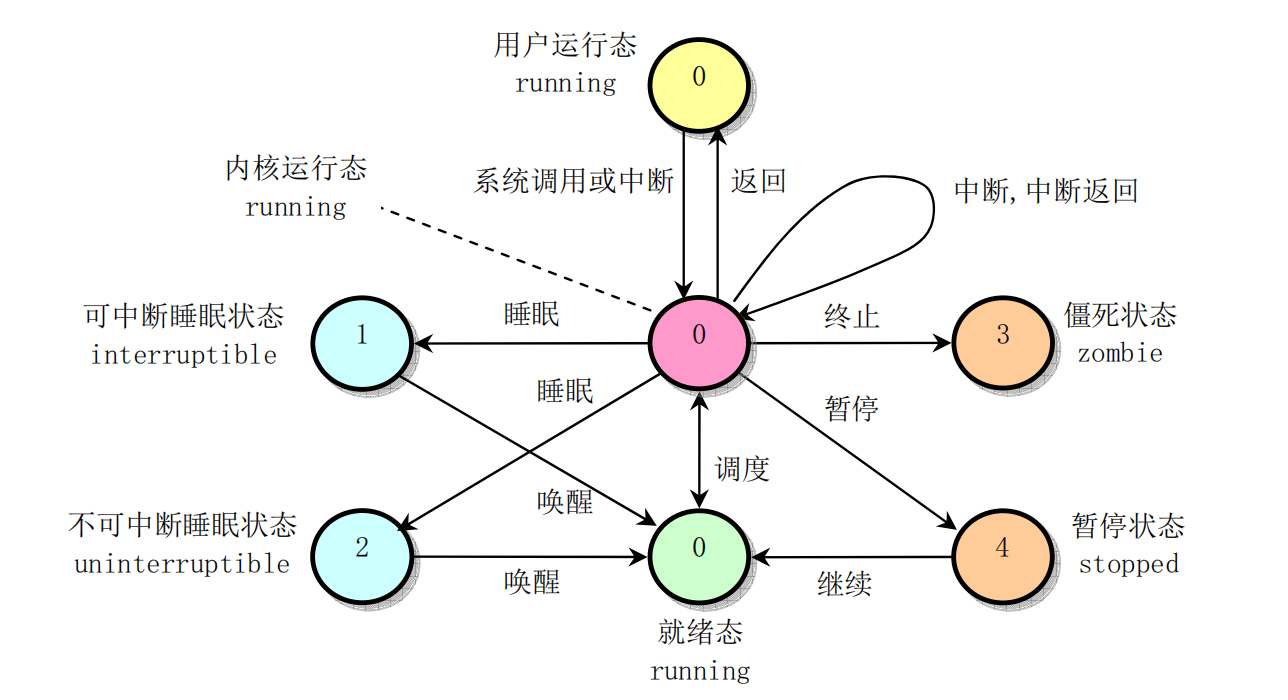 用户运行态
running
0
内核运行态
running
系统调用或中断
返回
中断,中断返回
可中断睡眠状态
interruptible
1
睡眠
0
终止
3
僵死状态
zombie
睡眠
暂停
调度
唤醒
不可中断睡眠状态
uninterruptible
2
唤醒
0
继续
4
暂停状态
stopped
就绪态
running